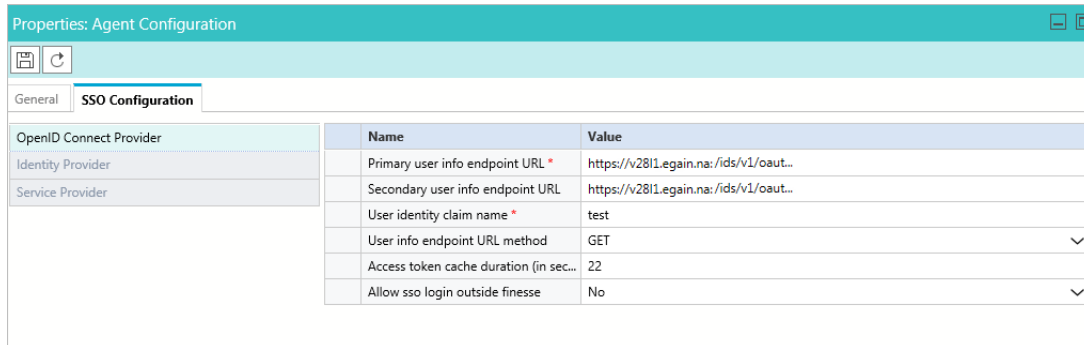 Properties: Agent Configuration
General SSO Configuration
OpenID Connect Provider
Identity Provider
Service Provider
Name Value
Primary user info endpoint URL * https://v28l1.egain.na:/ids/v1/oaut...
Secondary user info endpoint URL https://v28l1.egain.na:/ids/v1/oaut...
User identity claim name * test
User info endpoint URL method GET
Access token cache duration (in sec... 22
Allow sso login outside finesse No